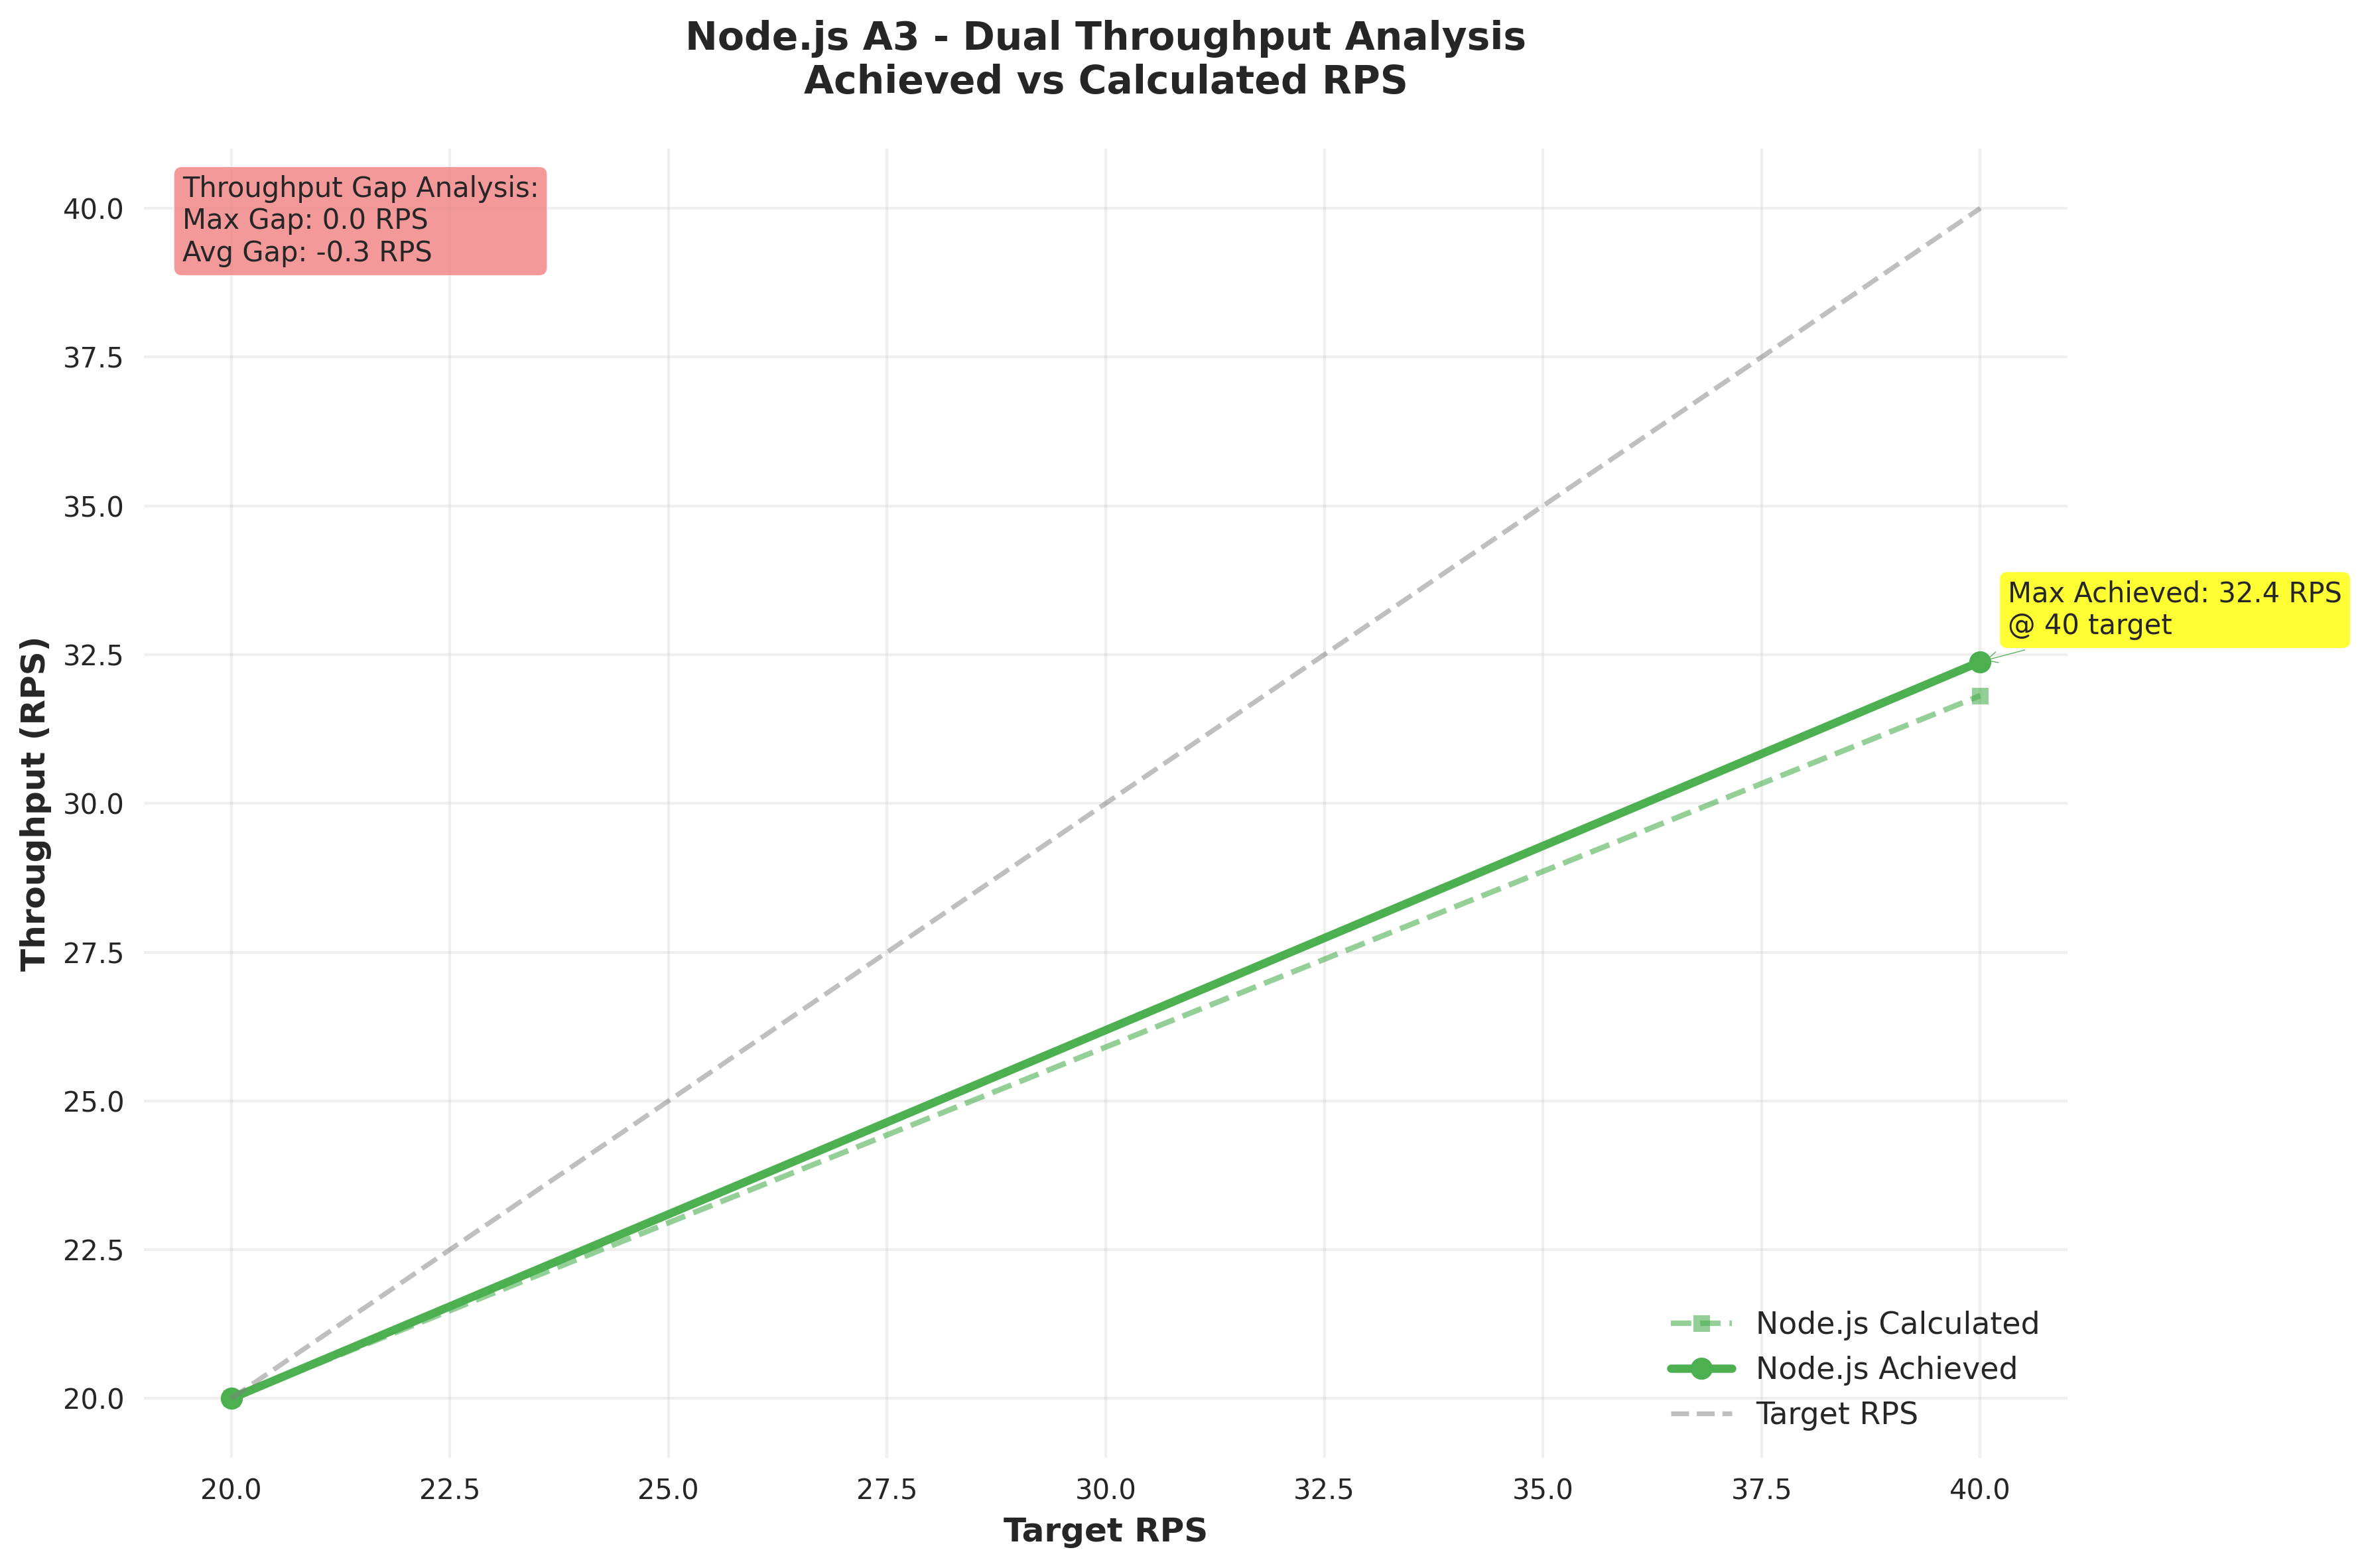 Node.js A3 - Dual Throughput Analysis
Achieved vs Calculated RPS
Throughput Gap Analysis:
Max Gap: 0.0 RPS
Avg Gap: -0.3 RPS
40.0
37.5
35.0
32.5
30.0
27.5
25.0
22.5
20.0
Throughput (RPS)
Max Achieved: 32.4 RPS
@ 40 target
Node.js Calculated
Node.js Achieved
Target RPS
20.0 22.5 25.0 27.5 30.0 32.5 35.0 37.5 40.0
Target RPS